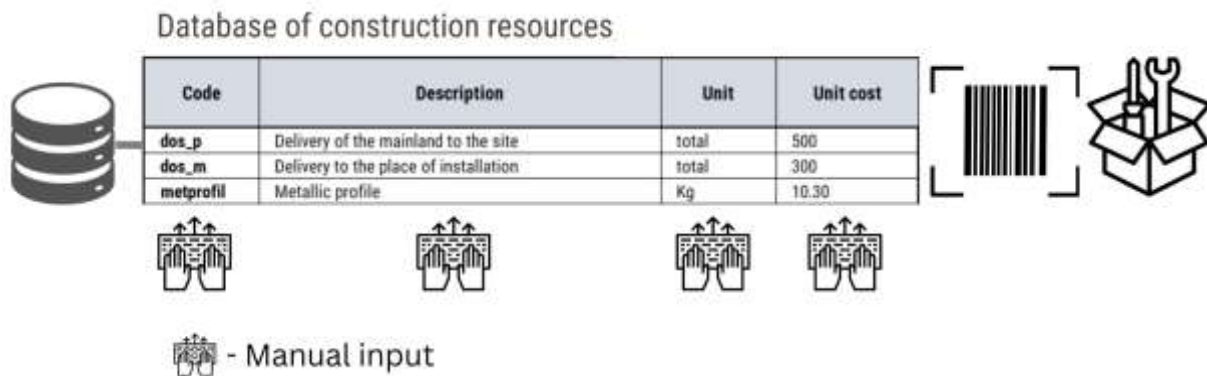 Database of construction resources
Code Description Unit Unit cost
dos_p Delivery of the mainland to the site total 500
dos_m Delivery to the place of installation total 300
metprofil Metallic profile Kg 10.30
- Manual input